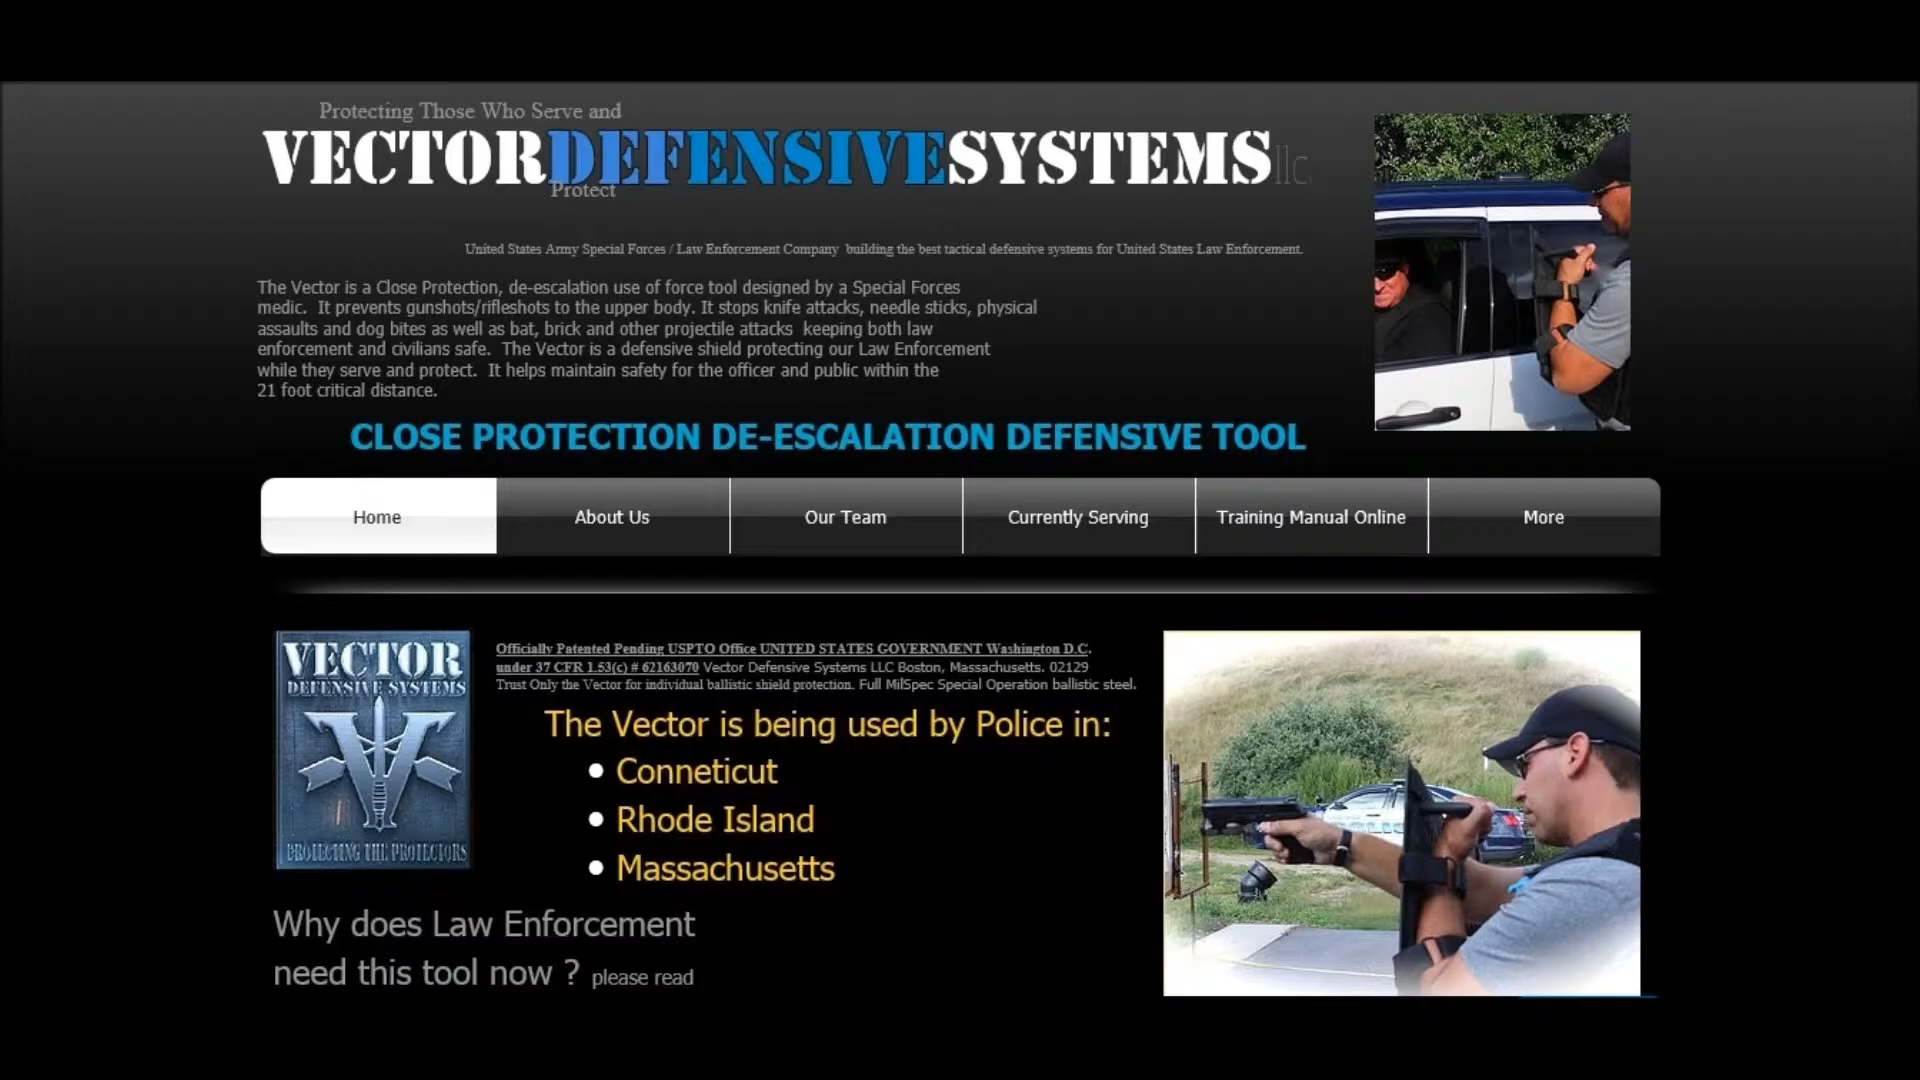 Protecting Those Who Serve and
VECTORDEFENSIVESYSTEMSllc.
Protect
United States Army Special Forces / Law Enforcement Company building the best tactical defensive systems for United States Law Enforcement.
The Vector is a Close Protection, de-escalation use of force tool designed by a Special Forces
medic. It prevents gunshots/rifleshots to the upper body. It stops knife attacks, needle sticks, physical
assaults and dog bites as well as bat, brick and other projectile attacks keeping both law
enforcement and civilians safe. The Vector is a defensive shield protecting our Law Enforcement
while they serve and protect. It helps maintain safety for the officer and public within the
21 foot critical distance.
CLOSE PROTECTION DE-ESCALATION DEFENSIVE TOOL
Home
About Us
Our Team
Currently Serving
Training Manual Online
More
VECTOR
DEFENSIVE SYSTEMS
V
PROTECTING THE PROTECTORS
Officially Patented Pending USPTO Office UNITED STATES GOVERNMENT Washington D.C.
under 37 CFR 1.53(c) # 62163070 Vector Defensive Systems LLC Boston, Massachusetts. 02129
Trust Only the Vector for individual ballistic shield protection. Full MilSpec Special Operation ballistic steel.
The Vector is being used by Police in:
• Conneticut
• Rhode Island
• Massachusetts
Why does Law Enforcement
need this tool now ? please read